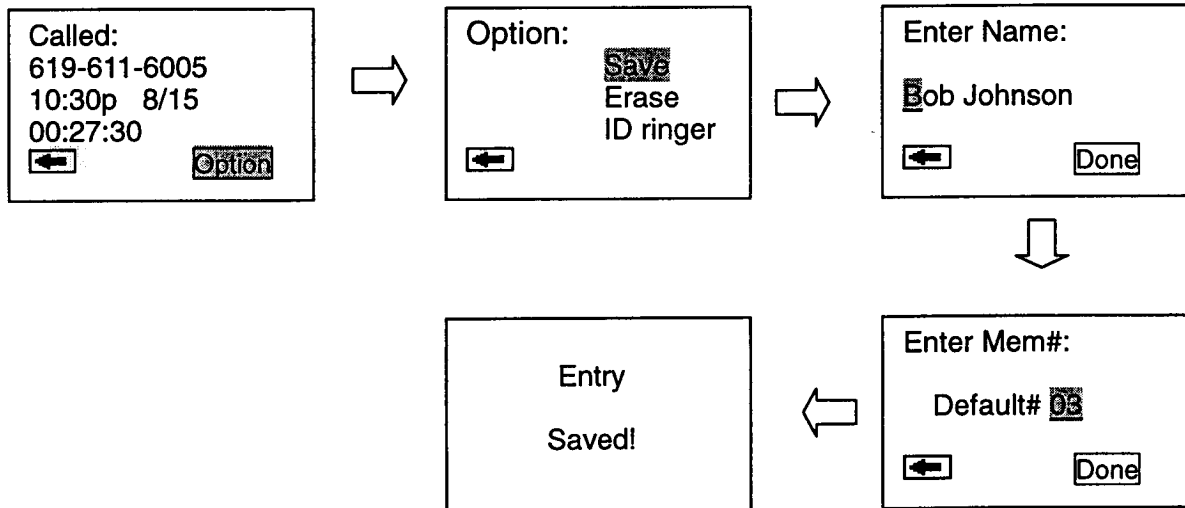 Called:
619-611-6005
10:30p 8/15
00:27:30
Option
Option:
Save
Erase
ID ringer
Enter Name:
Bob Johnson
Done
Enter Mem#:
Default# 03
Done
Entry
Saved!